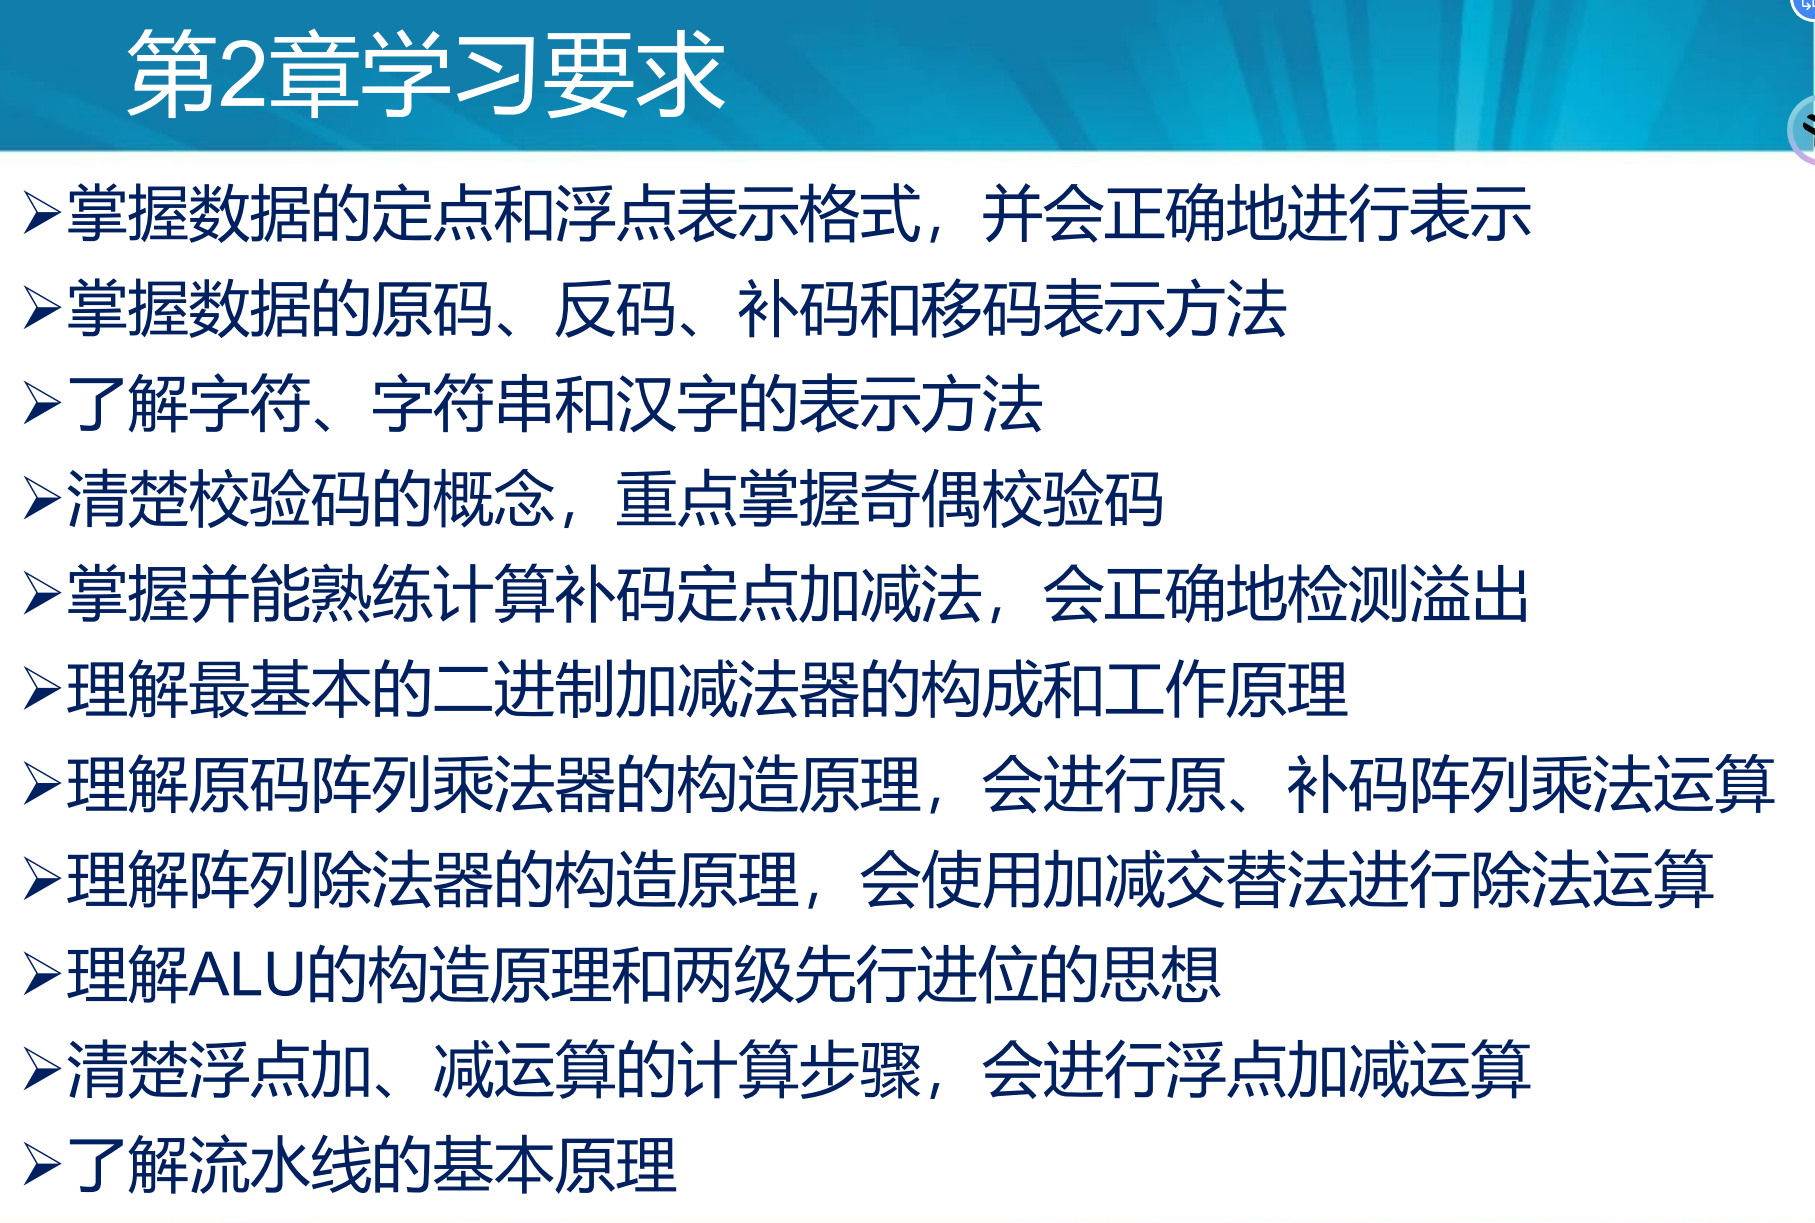 第2章学习要求
➢掌握数据的定点和浮点表示格式，并会正确地进行表示
➢掌握数据的原码、反码、补码和移码表示方法
➢了解字符、字符串和汉字的表示方法
➢清楚校验码的概念，重点掌握奇偶校验码
➢掌握并能熟练计算补码定点加减法，会正确地检测溢出
➢理解最基本的二进制加减法器的构成和工作原理
➢理解原码阵列乘法器的构造原理，会进行原、补码阵列乘法运算
➢理解阵列除法器的构造原理，会使用加减交替法进行除法运算
➢理解ALU的构造原理和两级先行进位的思想
➢清楚浮点加、减运算的计算步骤，会进行浮点加减运算
➢了解流水线的基本原理